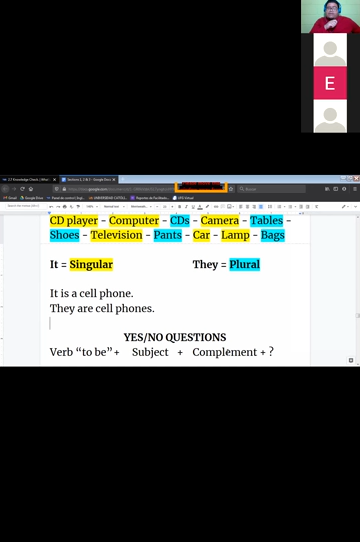 E
CD player - Computer - CDs - Camera - Tables -
Shoes - Television - Pants - Car - Lamp - Bags
It = Singular They = Plural
It is a cell phone.
They are cell phones.
YES/NO QUESTIONS
Verb “to be” + Subject + Complement + ?